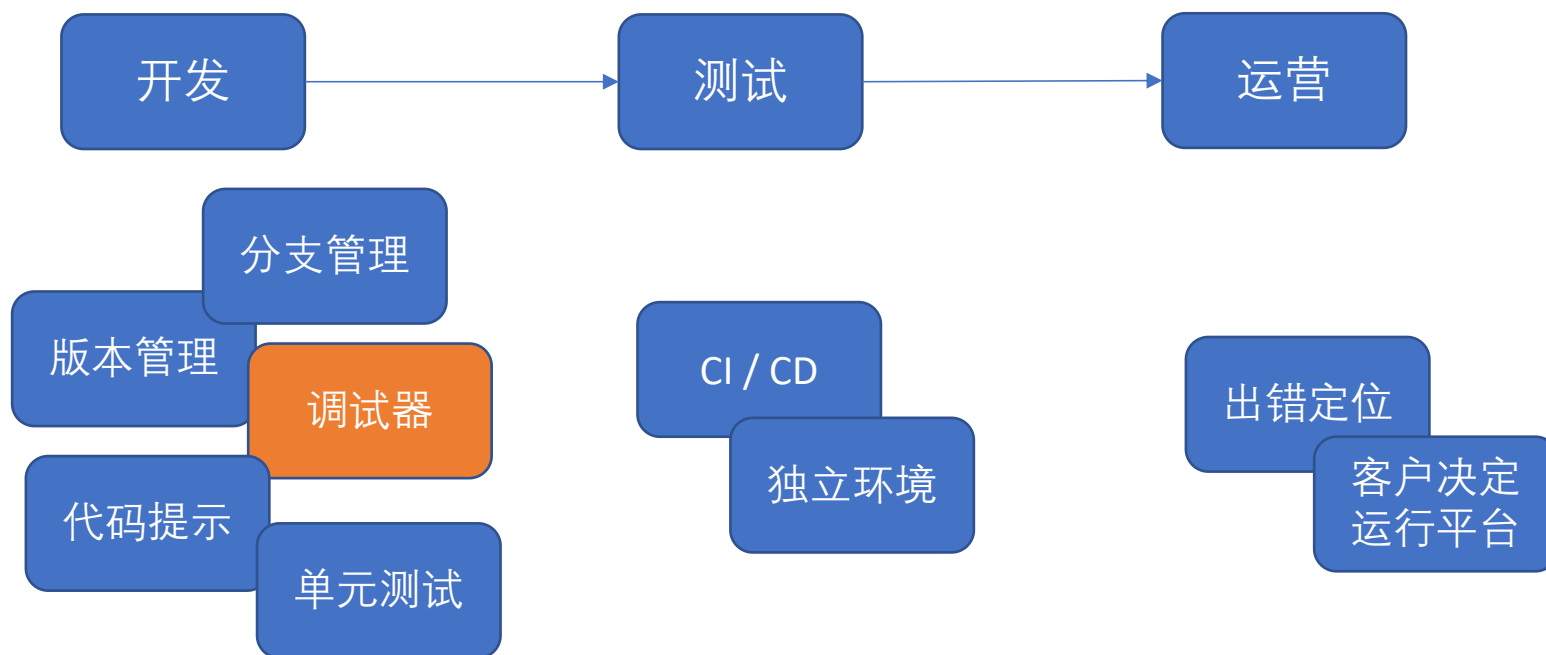 开发
测试
运营
分支管理
版本管理
调试器
代码提示
单元测试
CI / CD
独立环境
出错定位
客户决定
运行平台